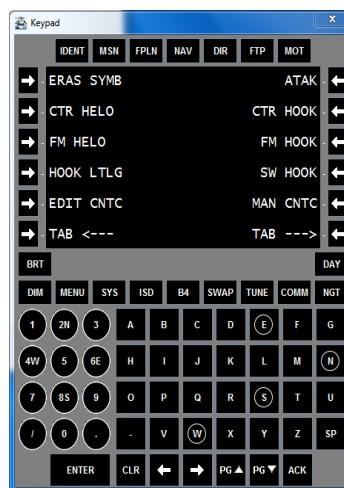 Keypad x
IDENT MSN FPLN NAV DIR FTP MOT
ERAS SYMB ATAK
CTR HELO CTR HOOK
FM HELO FM HOOK
HOOK LTLG SW HOOK
EDIT CNTC MAN CNTC
TAB <--- TAB --->
BRT DAY
DIM MENU SYS ISD B4 SWAP TUNE COMM NGT
1 2N 3 A B C D E F G
4W 5 6E H I J K L M N
7 8S 9 O P Q R S T U
/ 0 . - V W X Y Z SP
ENTER CLR ← → PG▲ PG▼ ACK